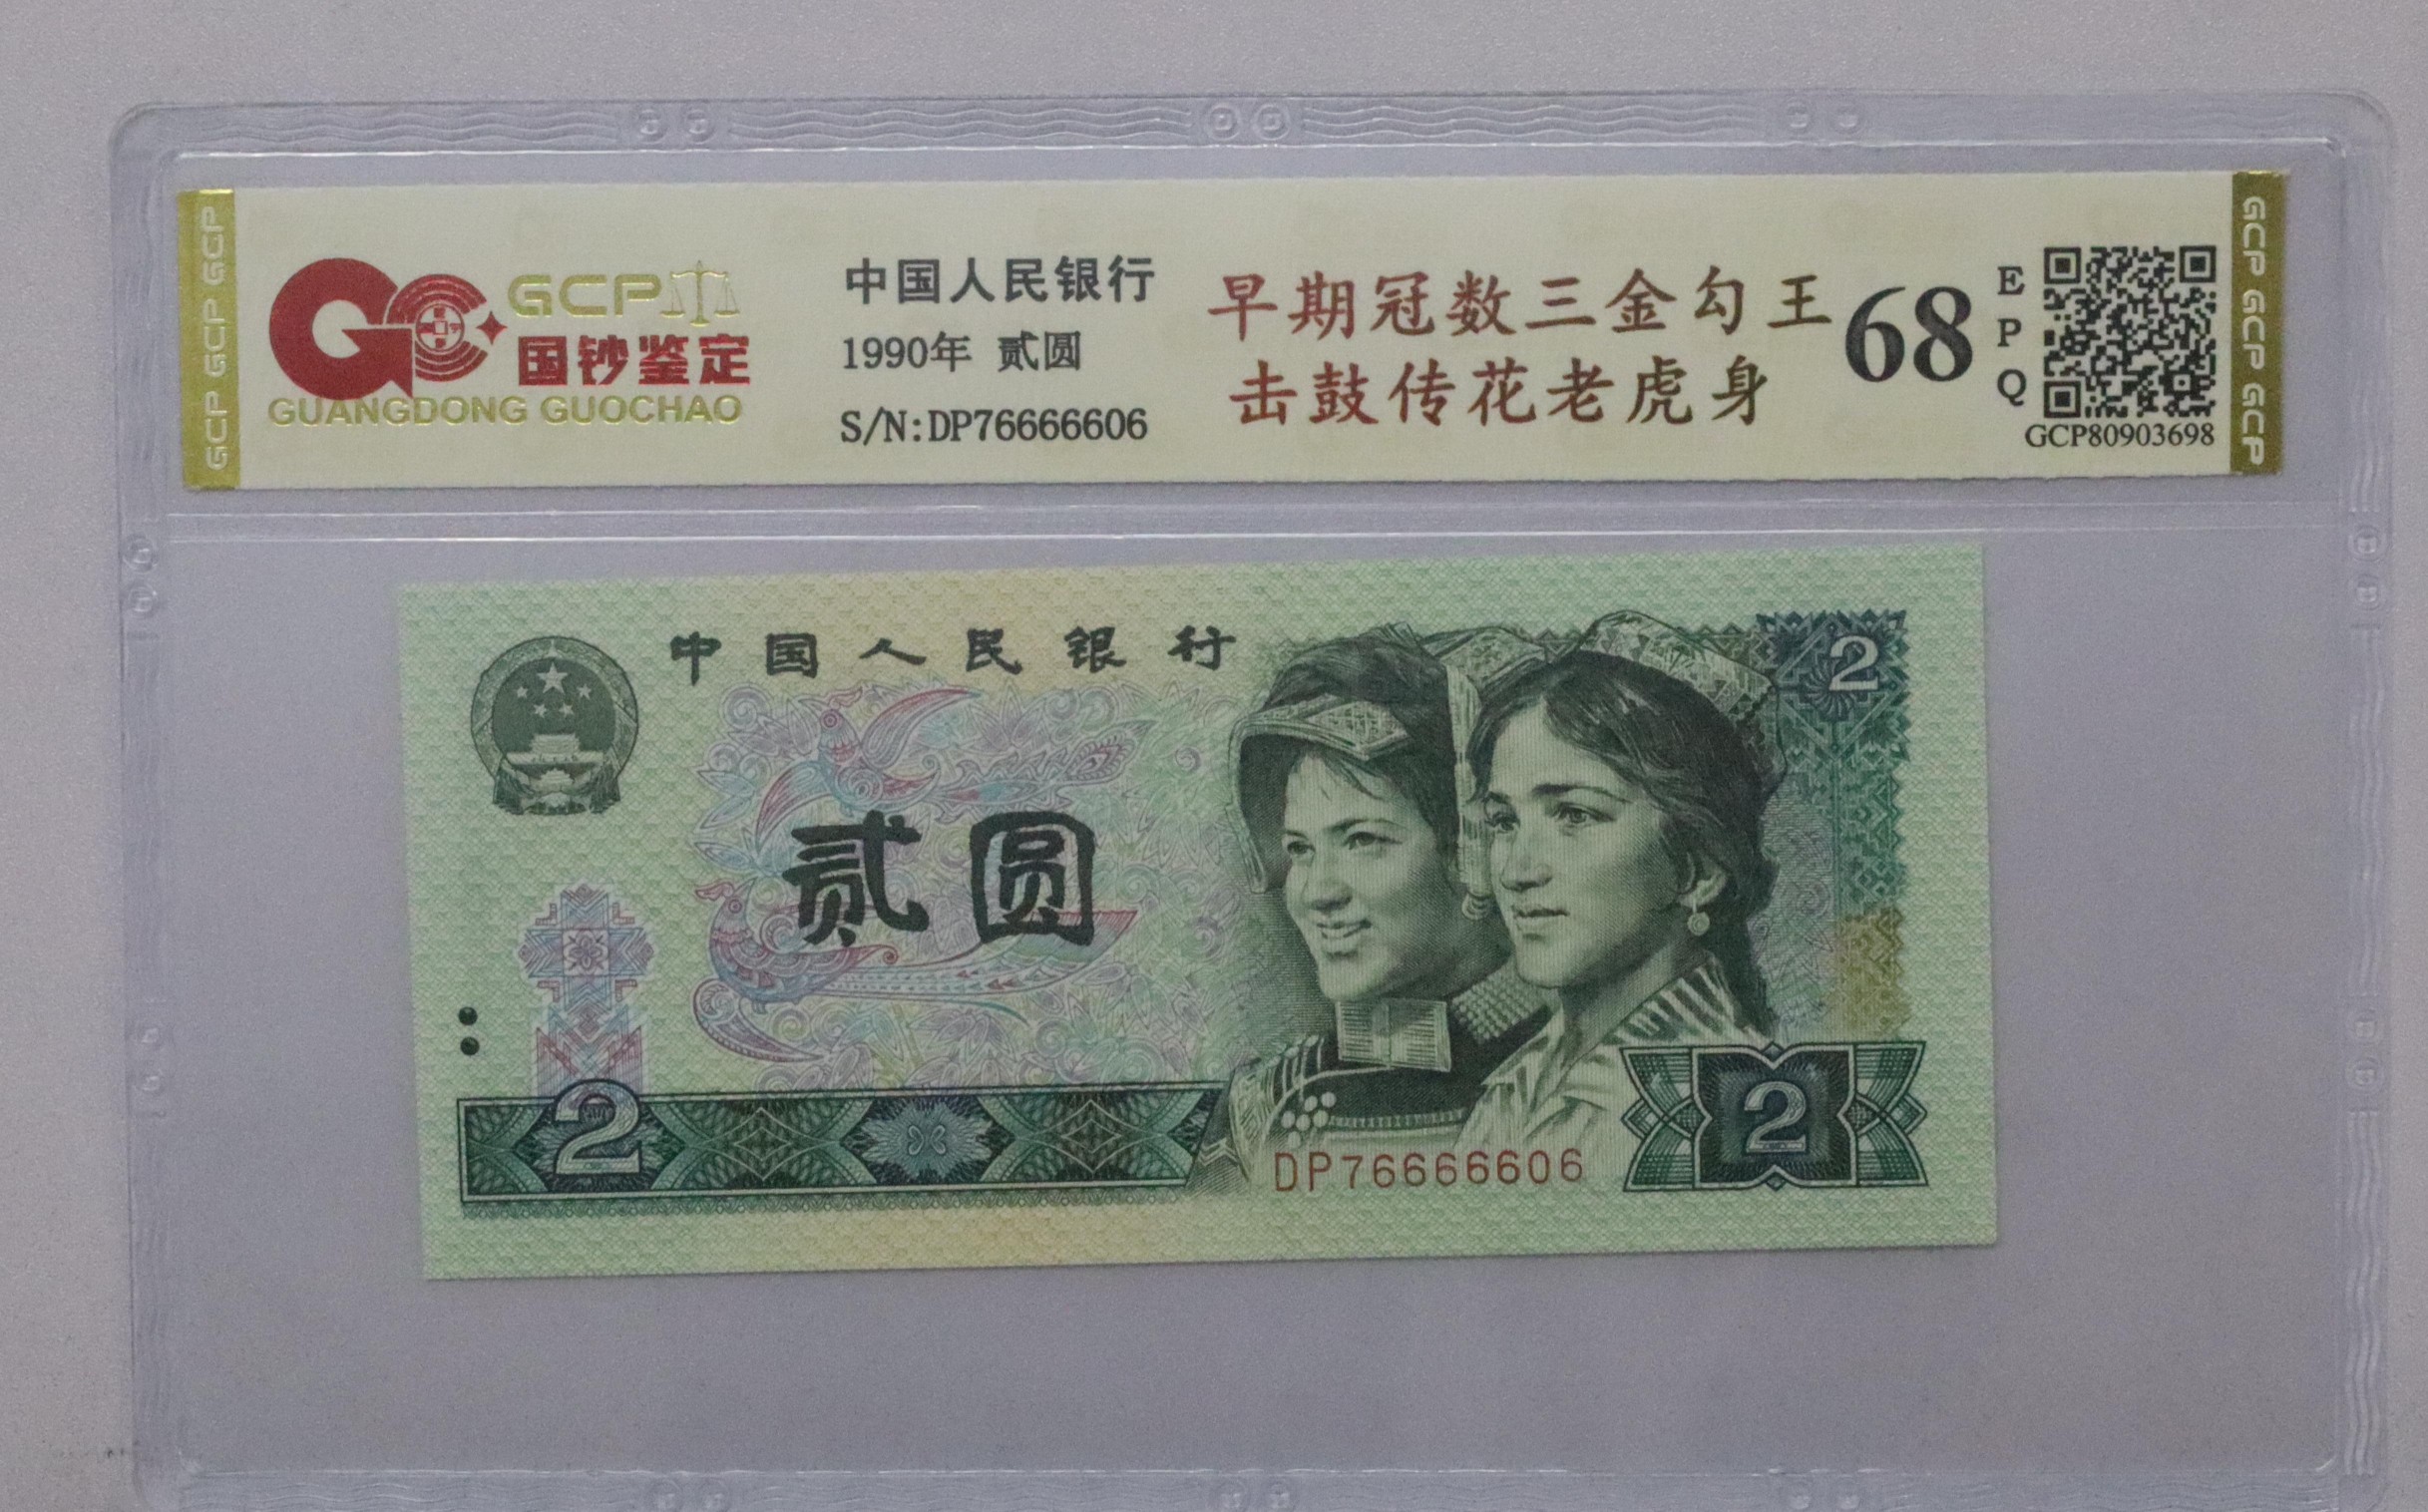 GCP GCP GCP
GCP
国钞鉴定
GUANGDONG GUOCHAO
中国人民银行
1990年 贰圆
S/N:DP76666606
早期冠数三金勾王
击鼓传花老虎身
68
E
P
Q
GCP80903698
GCP GCP GCP
中国人民银行
2
贰圆
2
DP76666606
2